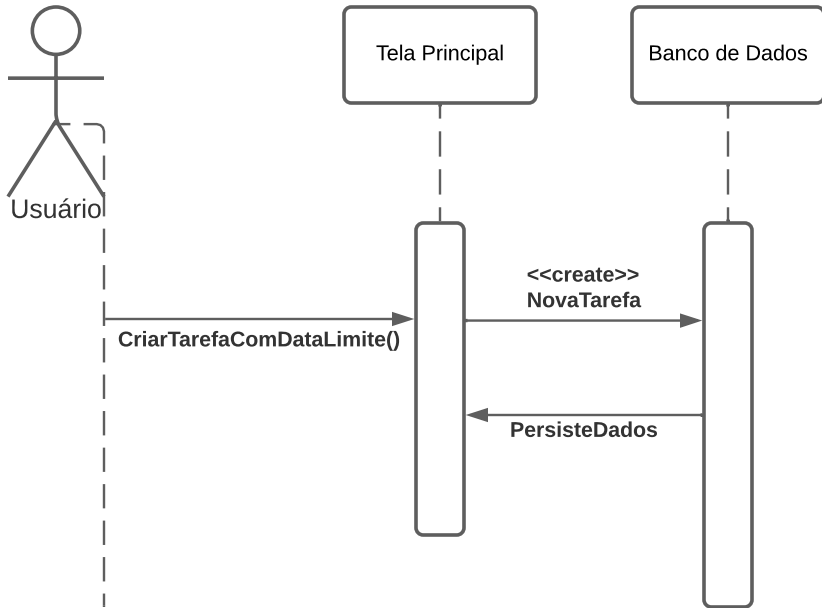 Tela Principal
Banco de Dados
Usuário
<<create>>
NovaTarefa
CriarTarefaComDataLimite()
PersisteDados